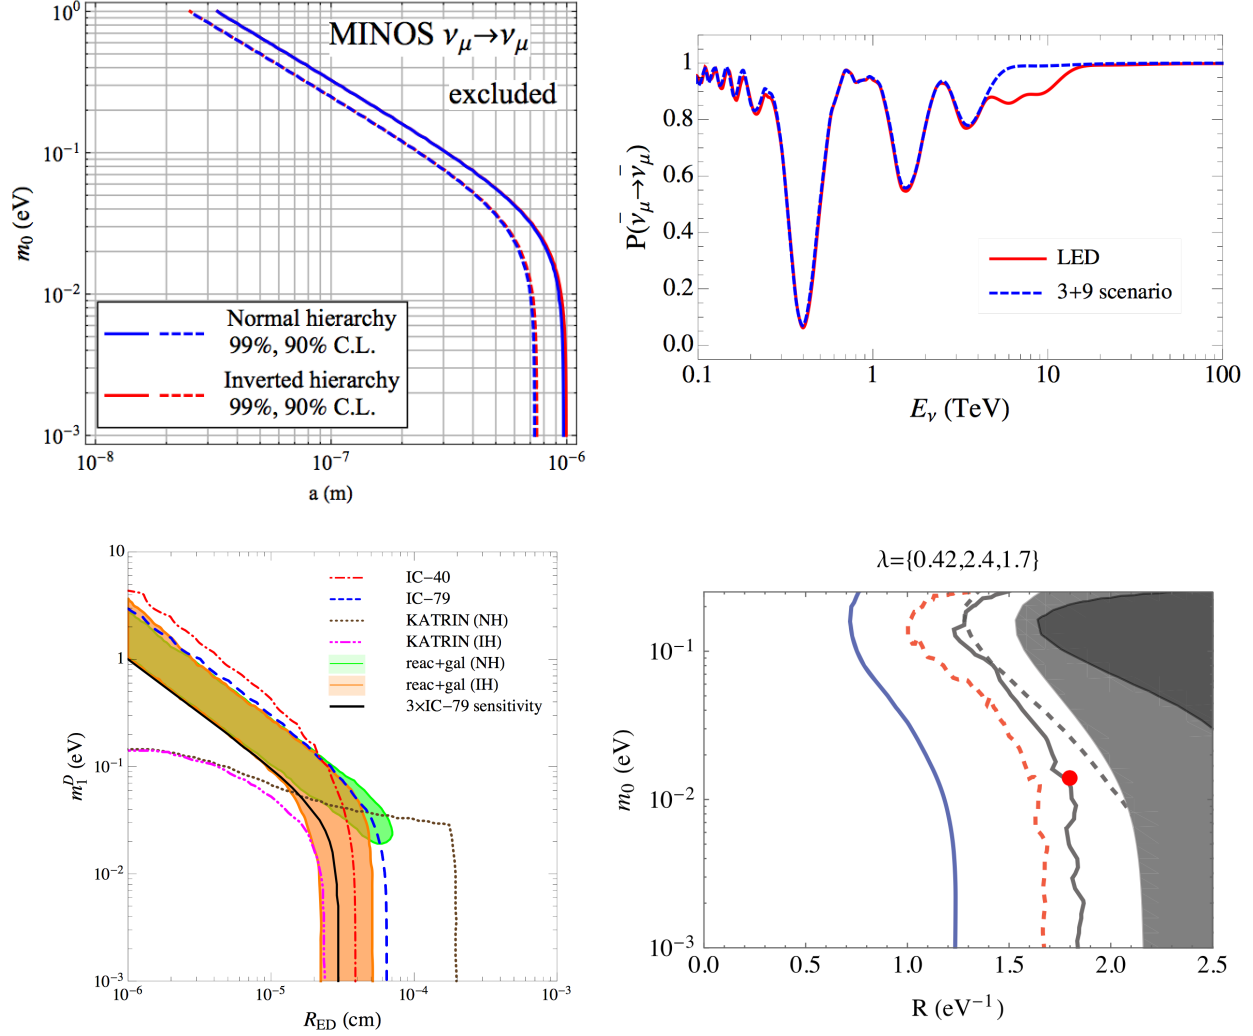 MINOS ν_μ→ν_μ
excluded
10⁰
10⁻¹
10⁻²
10⁻³
m₀ (eV)
Normal hierarchy
99%, 90% C.L.
Inverted hierarchy
99%, 90% C.L.
10⁻⁸ 10⁻⁷ 10⁻⁶
a (m)
1
0.8
0.6
0.4
0.2
0.0
P(ν̄_μ→ν̄_μ)
LED
3+9 scenario
0.1 1 10 100
E_ν (TeV)
10
1
10⁻¹
10⁻²
10⁻³
m₁ᴰ (eV)
IC−40
IC−79
KATRIN (NH)
KATRIN (IH)
reac+gal (NH)
reac+gal (IH)
3×IC−79 sensitivity
10⁻⁶ 10⁻⁵ 10⁻⁴ 10⁻³
R_ED (cm)
λ={0.42,2.4,1.7}
10⁻¹
10⁻²
10⁻³
m₀ (eV)
0.0 0.5 1.0 1.5 2.0 2.5
R (eV⁻¹)